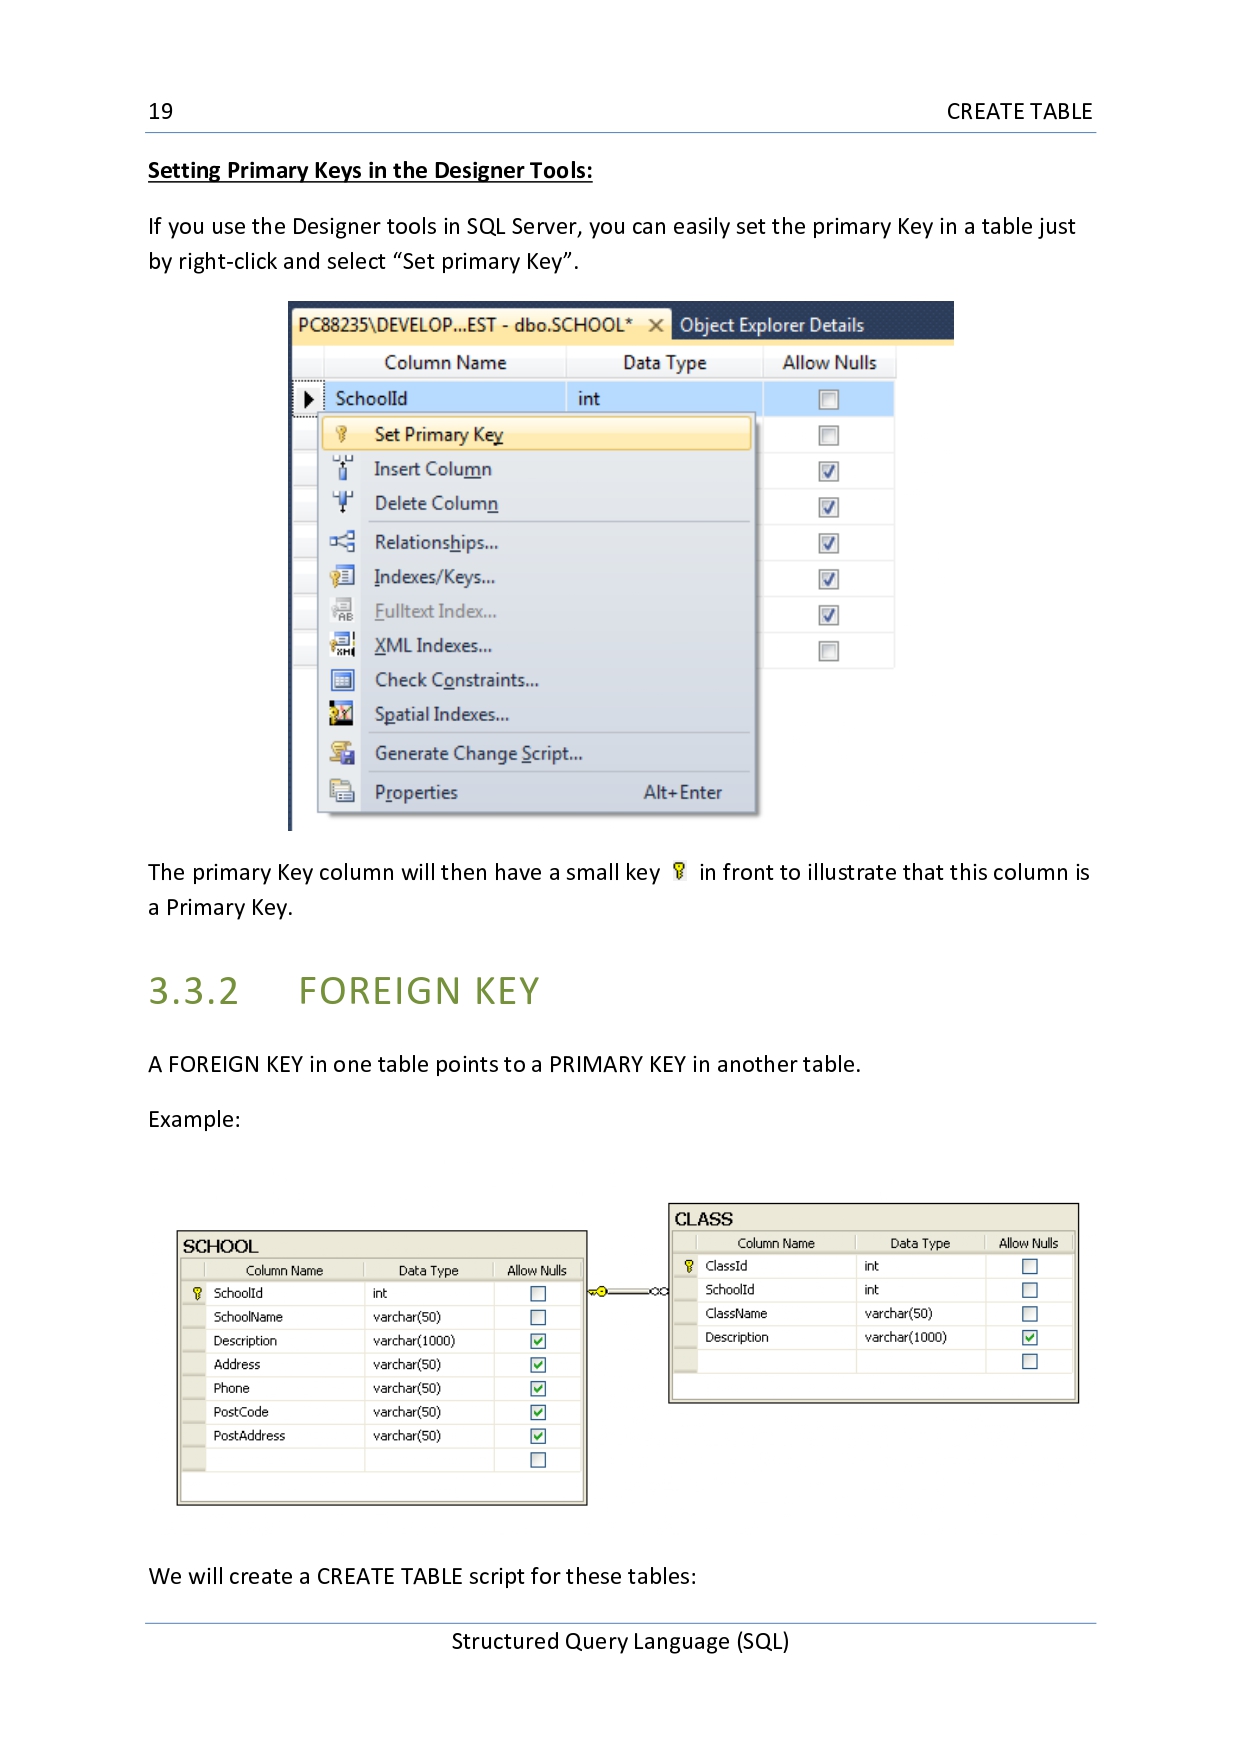 19 CREATE TABLE
Setting Primary Keys in the Designer Tools:
If you use the Designer tools in SQL Server, you can easily set the primary Key in a table just
by right-click and select “Set primary Key”.
PC88235\DEVELOP...EST - dbo.SCHOOL* Object Explorer Details
Column Name Data Type Allow Nulls
SchoolId int
Set Primary Key
Insert Column
Delete Column
Relationships...
Indexes/Keys...
Fulltext Index...
XML Indexes...
Check Constraints...
Spatial Indexes...
Generate Change Script...
Properties Alt+Enter
The primary Key column will then have a small key in front to illustrate that this column is
a Primary Key.
3.3.2 FOREIGN KEY
A FOREIGN KEY in one table points to a PRIMARY KEY in another table.
Example:
SCHOOL
Column Name Data Type Allow Nulls
SchoolId int
SchoolName varchar(50)
Description varchar(1000)
Address varchar(50)
Phone varchar(50)
PostCode varchar(50)
PostAddress varchar(50)
CLASS
Column Name Data Type Allow Nulls
ClassId int
SchoolId int
ClassName varchar(50)
Description varchar(1000)
We will create a CREATE TABLE script for these tables:
Structured Query Language (SQL)